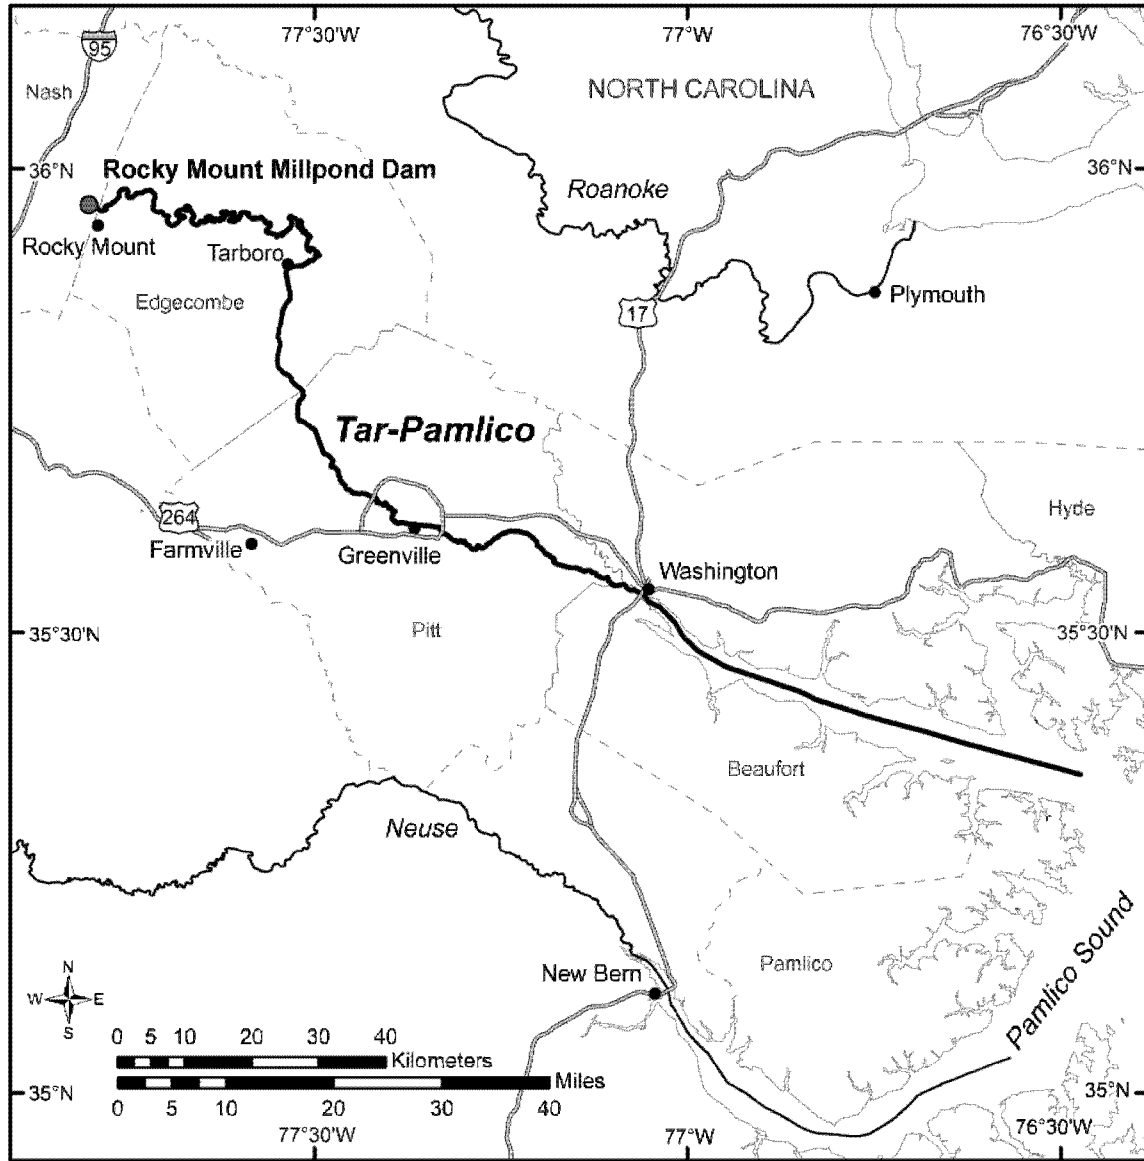 77°30'W
77°W
76°30'W
95
Nash
NORTH CAROLINA
36°N
Rocky Mount Millpond Dam
Roanoke
36°N
Rocky Mount
Tarboro
Edgecombe
Plymouth
17
Tar-Pamlico
Hyde
264
Farmville
Greenville
Washington
35°30'N
Pitt
35°30'N
Beaufort
Neuse
Pamlico Sound
New Bern
Pamlico
N
W E
S
0 5 10 20 30 40
Kilometers
Miles
0 5 10 20 30 40
35°N
35°N
77°30'W
77°W
76°30'W